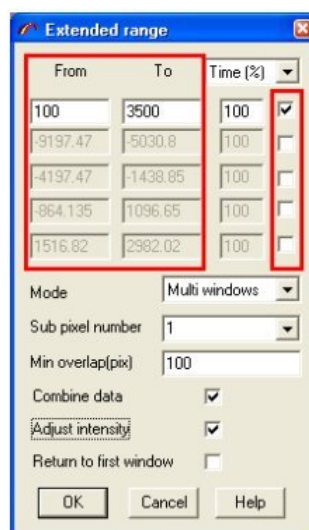 Extended range
From To Time (%)
100 3500 100
-9197.47 -5030.8 100
-4197.47 -1438.85 100
-864.135 1096.65 100
1516.82 2982.02 100
Mode Multi windows
Sub pixel number 1
Min overlap(pix) 100
Combine data
Adjust intensity
Return to first window
OK Cancel Help